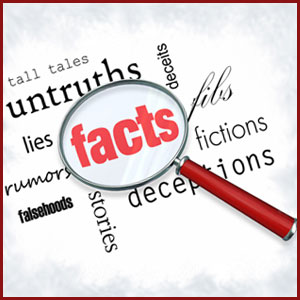 tall tales
untruths
deceits
fibs
lies
facts
fictions
rumors
deceptions
falsehoods
stories